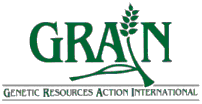 GRAIN
GENETIC RESOURCES ACTION INTERNATIONAL